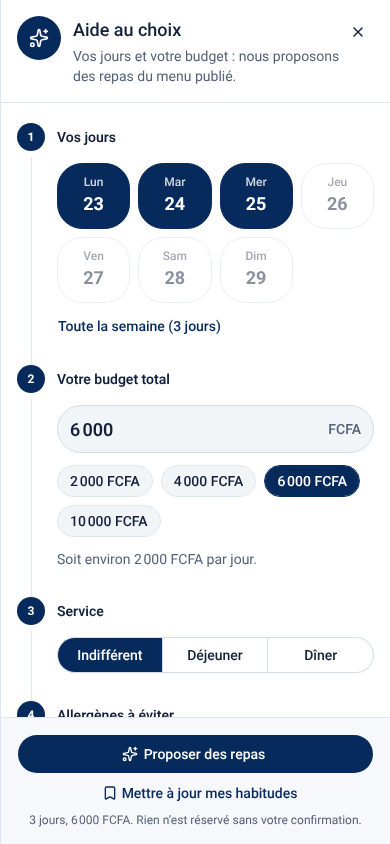 Aide au choix
Vos jours et votre budget : nous proposons
des repas du menu publié.
1 Vos jours
Lun Mar Mer Jeu
23 24 25 26
Ven Sam Dim
27 28 29
Toute la semaine (3 jours)
2 Votre budget total
6 000 FCFA
2 000 FCFA 4 000 FCFA 6 000 FCFA
10 000 FCFA
Soit environ 2 000 FCFA par jour.
3 Service
Indifférent Déjeuner Dîner
4 Allergènes à éviter
Proposer des repas
Mettre à jour mes habitudes
3 jours, 6 000 FCFA. Rien n’est réservé sans votre confirmation.